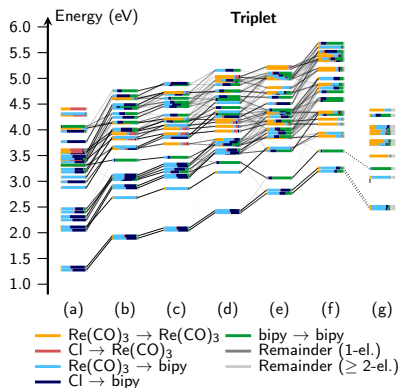 Energy (eV)
Triplet
6.0
5.5
5.0
4.5
4.0
3.5
3.0
2.5
2.0
1.5
1.0
(a) (b) (c) (d) (e) (f) (g)
Re(CO)₃ → Re(CO)₃
Cl → Re(CO)₃
Re(CO)₃ → bipy
Cl → bipy
bipy → bipy
Remainder (1-el.)
Remainder (≥ 2-el.)